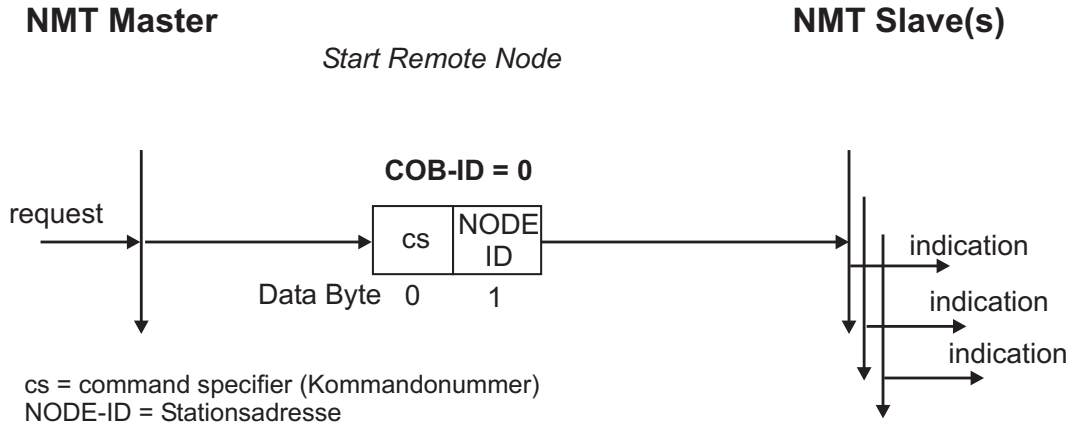 NMT Master
NMT Slave(s)
Start Remote Node
COB-ID = 0
request
cs
NODE
ID
Data Byte 0 1
indication
indication
indication
cs = command specifier (Kommandonummer)
NODE-ID = Stationsadresse